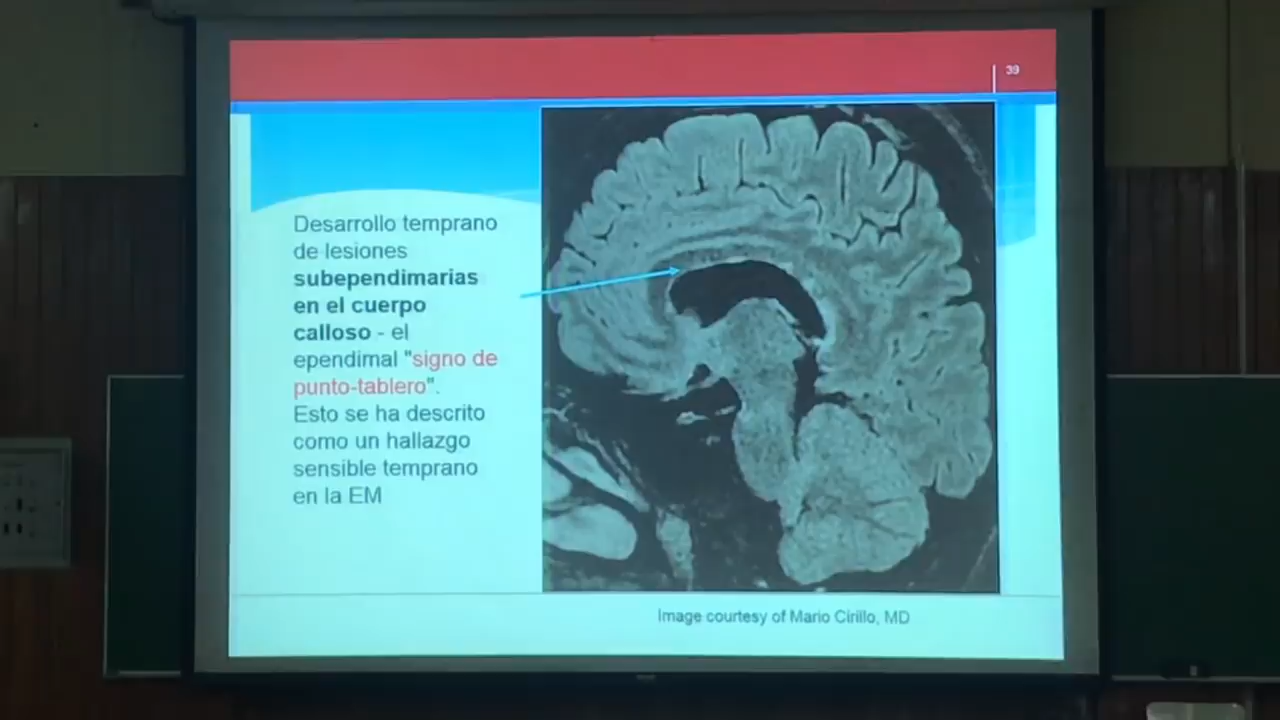 39
Desarrollo temprano
de lesiones
subependimarias
en el cuerpo
calloso - el
ependimal "signo de
punto-tablero".
Esto se ha descrito
como un hallazgo
sensible temprano
en la EM
Image courtesy of Mario Cirillo, MD